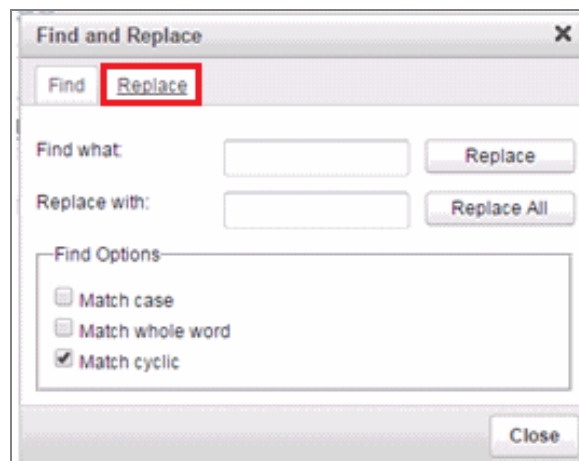 Find and Replace
Find Replace
Find what: Replace
Replace with: Replace All
Find Options
Match case
Match whole word
Match cyclic
Close